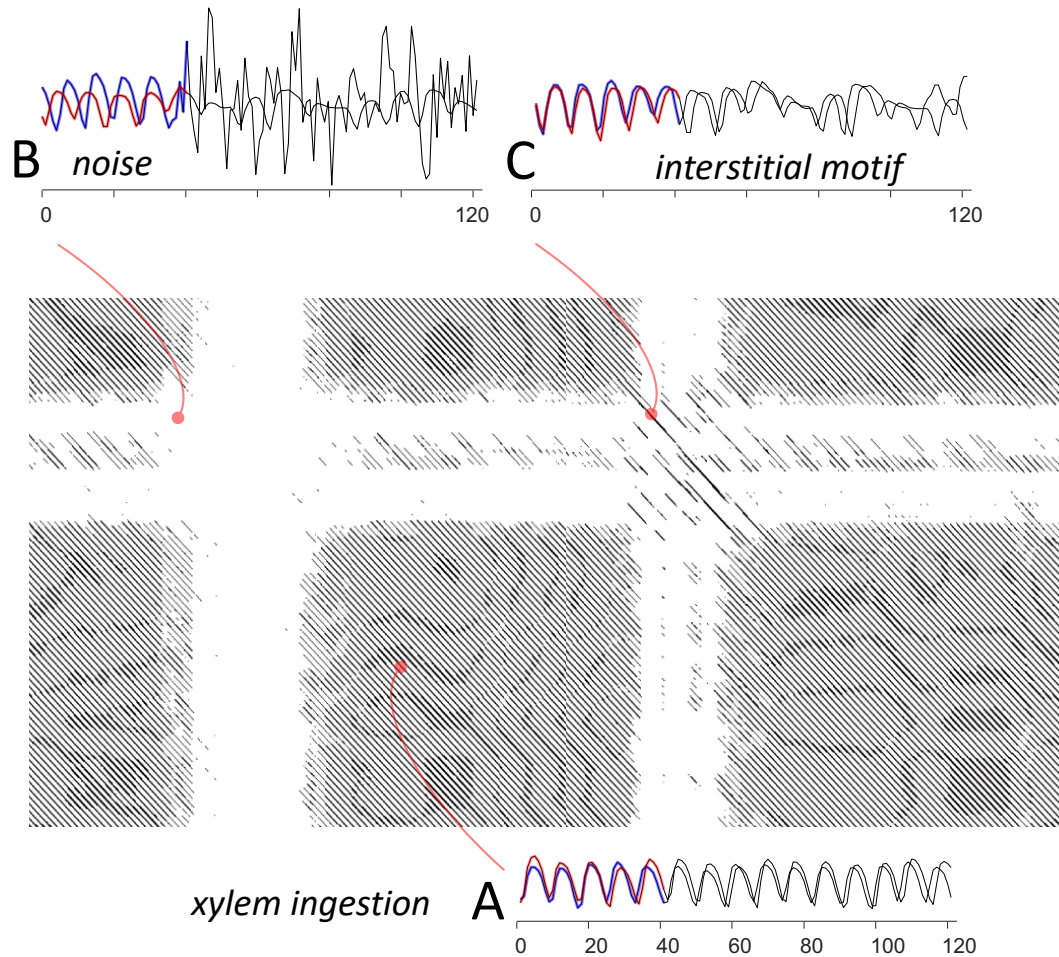 B noise
0 120
C interstitial motif
0 120
xylem ingestion A
0 20 40 60 80 100 120